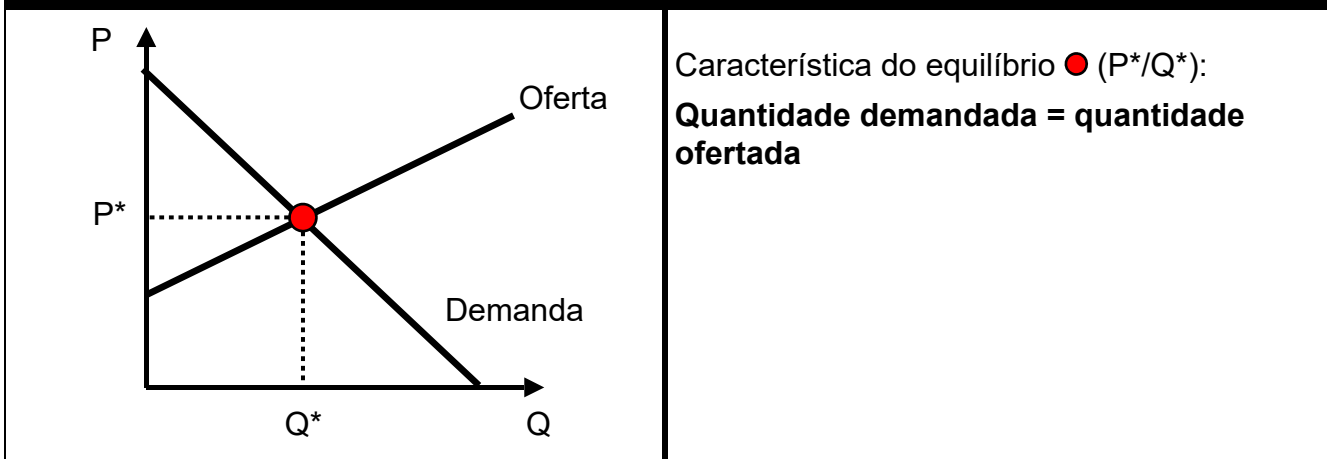 P
Oferta
P*
Demanda
Q*
Q
Característica do equilíbrio (P*/Q*):
Quantidade demandada = quantidade
ofertada